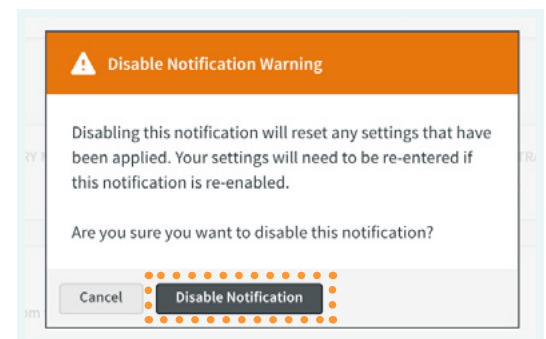 Disable Notification Warning
Disabling this notification will reset any settings that have
been applied. Your settings will need to be re-entered if
this notification is re-enabled.
Are you sure you want to disable this notification?
Cancel
Disable Notification